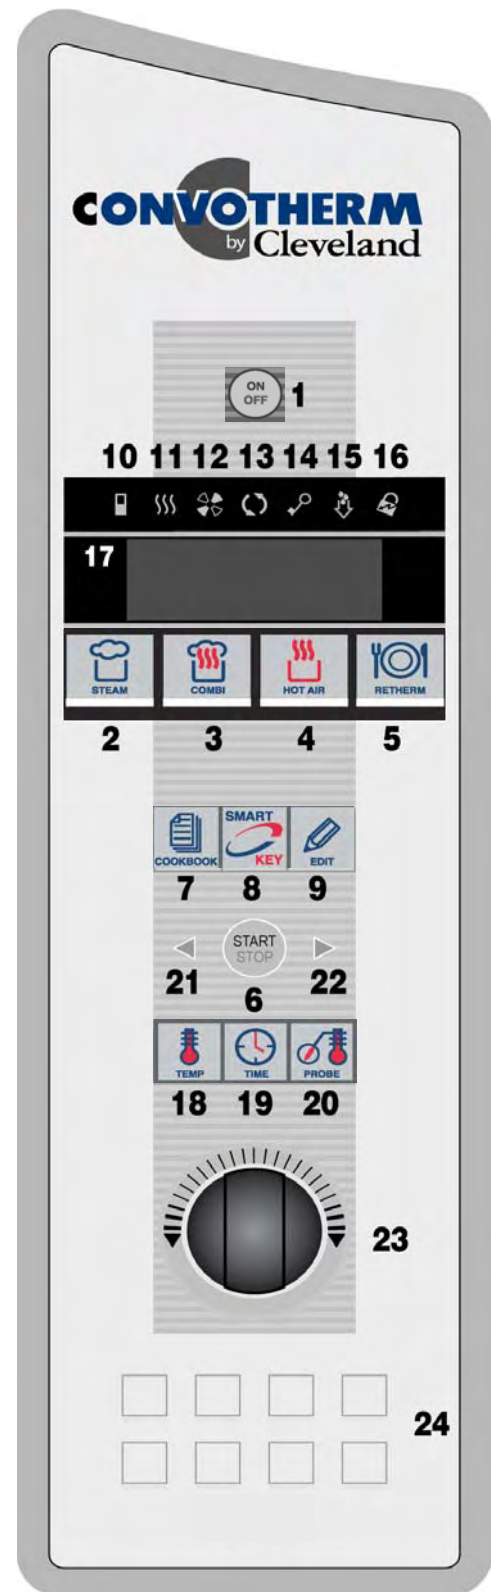 CONVOTHERM
by Cleveland
ON
OFF
1
10 11 12 13 14 15 16
17
STEAM COMBI HOT AIR RETHERM
2 3 4 5
SMART
KEY
COOKBOOK EDIT
7 8 9
START
STOP
21 22
6
TEMP TIME PROBE
18 19 20
23
24